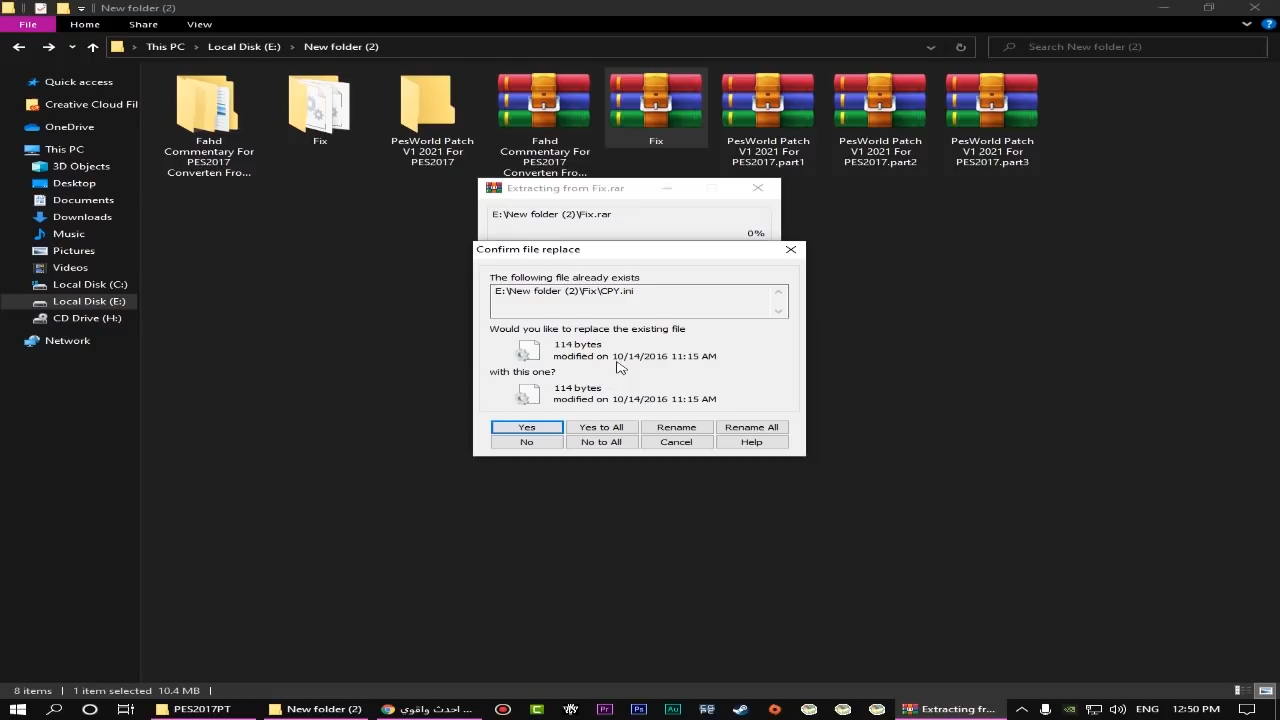 New folder (2)
File
Home
Share
View
This PC
Local Disk (E:)
New folder (2)
Search New folder (2)
Quick access
Creative Cloud Fil
OneDrive
This PC
3D Objects
Desktop
Documents
Downloads
Music
Pictures
Videos
Local Disk (C:)
Local Disk (E:)
CD Drive (H:)
Network
Fahd
Commentary For
PES2017
Converten Fro...
Fix
PesWorld Patch
V1 2021 For
PES2017
Fahd
Commentary For
PES2017
Converten Fro...
Fix
PesWorld Patch
V1 2021 For
PES2017.part1
PesWorld Patch
V1 2021 For
PES2017.part2
PesWorld Patch
V1 2021 For
PES2017.part3
Extracting from Fix.rar
E:\New folder (2)\Fix.rar
0%
Confirm file replace
The following file already exists
E:\New folder (2)\Fix\CPY.ini
Would you like to replace the existing file
114 bytes
modified on 10/14/2016 11:15 AM
with this one?
114 bytes
modified on 10/14/2016 11:15 AM
Yes
Yes to All
Rename
Rename All
No
No to All
Cancel
Help
8 items
1 item selected 10.4 MB
PES2017PT
New folder (2)
احدث واقوي ...
Pr
Ps
Au
Extracting fr...
ENG
12:50 PM